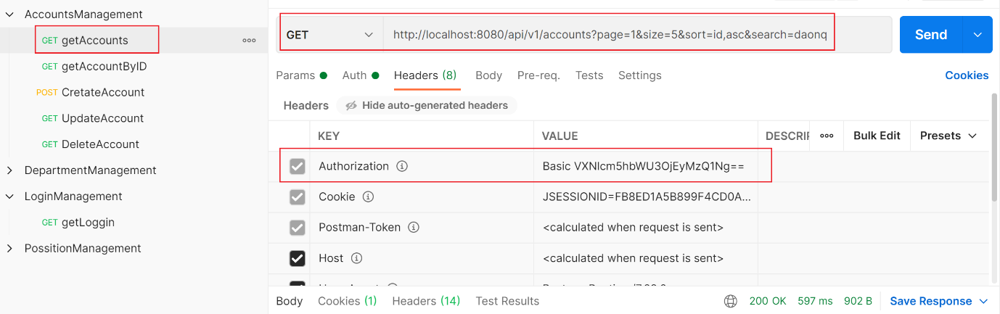 AccountsManagement
GET getAccounts
GET getAccountByID
POST CretateAccount
GET UpdateAccount
GET DeleteAccount
DepartmentManagement
LoginManagement
GET getLoggin
PossitionManagement
GET http://localhost:8080/api/v1/accounts?page=1&size=5&sort=id,asc&search=daonq Send
Params Auth Headers (8) Body Pre-req. Tests Settings Cookies
Headers Hide auto-generated headers
KEY VALUE DESCRIP Bulk Edit Presets
Authorization Basic VXNlcm5hbWU3OjEyMzQ1Ng==
Cookie JSESSIONID=FB8ED1A5B899F4CD0A...
Postman-Token <calculated when request is sent>
Host <calculated when request is sent>
Body Cookies (1) Headers (14) Test Results 200 OK 597 ms 902 B Save Response